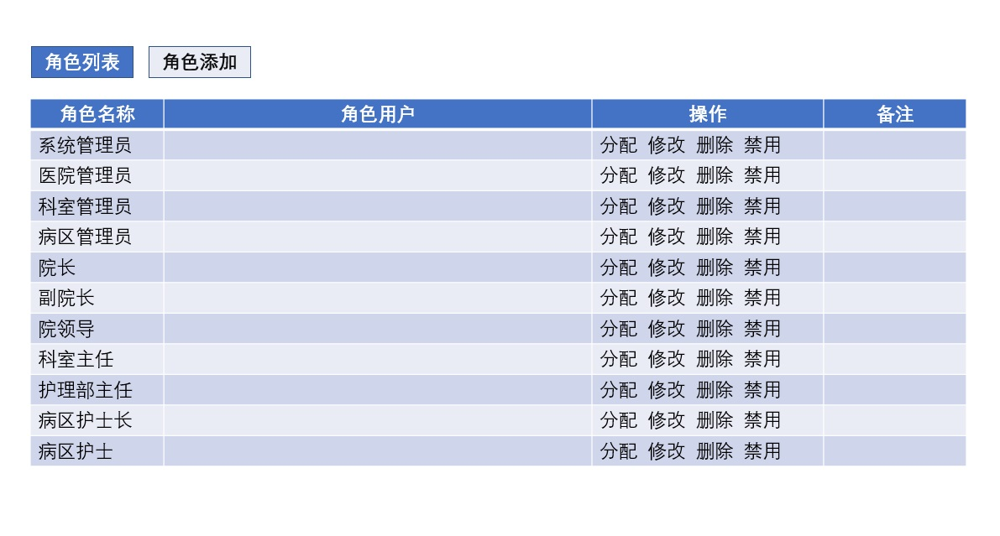 角色列表 角色添加
角色名称 角色用户 操作 备注
系统管理员 分配 修改 删除 禁用
医院管理员 分配 修改 删除 禁用
科室管理员 分配 修改 删除 禁用
病区管理员 分配 修改 删除 禁用
院长 分配 修改 删除 禁用
副院长 分配 修改 删除 禁用
院领导 分配 修改 删除 禁用
科室主任 分配 修改 删除 禁用
护理部主任 分配 修改 删除 禁用
病区护士长 分配 修改 删除 禁用
病区护士 分配 修改 删除 禁用